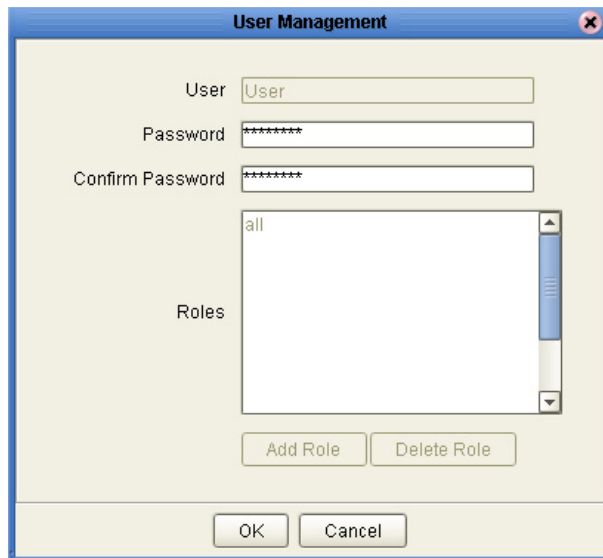 User Management
User User
Password ********
Confirm Password ********
all
Roles
Add Role Delete Role
OK Cancel